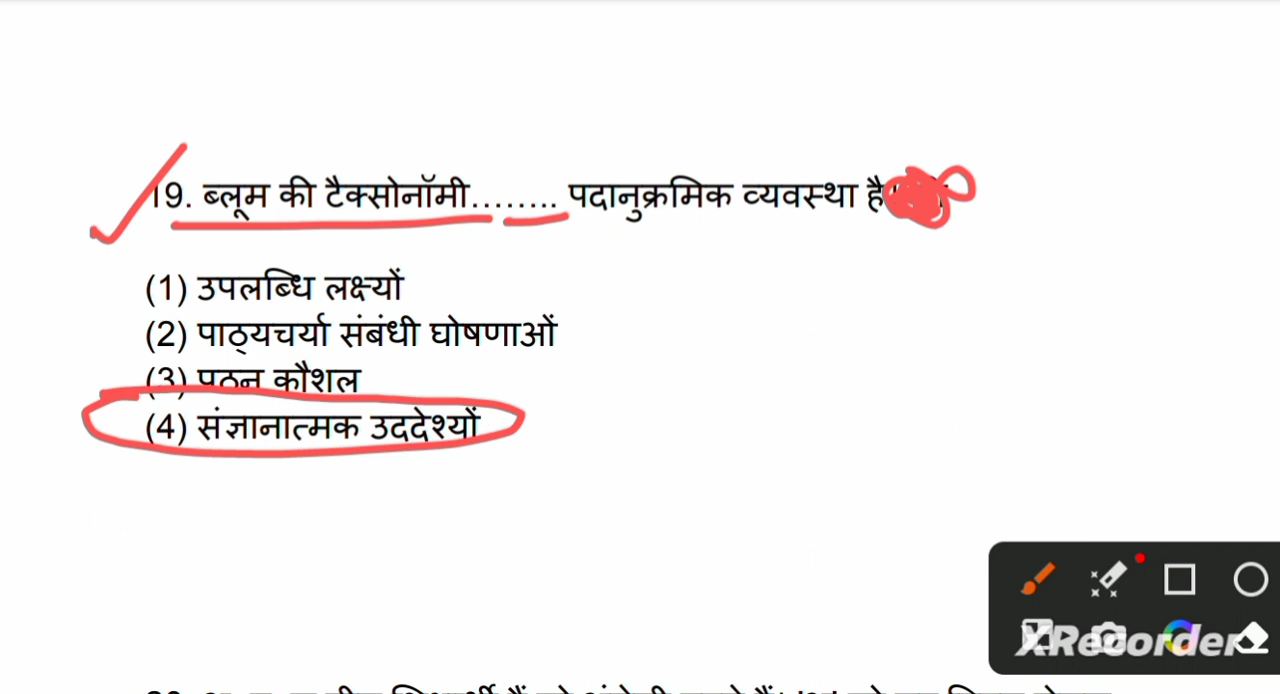 19. ब्लूम की टैक्सोनॉमी........ पदानुक्रमिक व्यवस्था है
(1) उपलब्धि लक्ष्यों
(2) पाठ्यचर्या संबंधी घोषणाओं
(3) पठन कौशल
(4) संज्ञानात्मक उददेश्यों
XRecorder